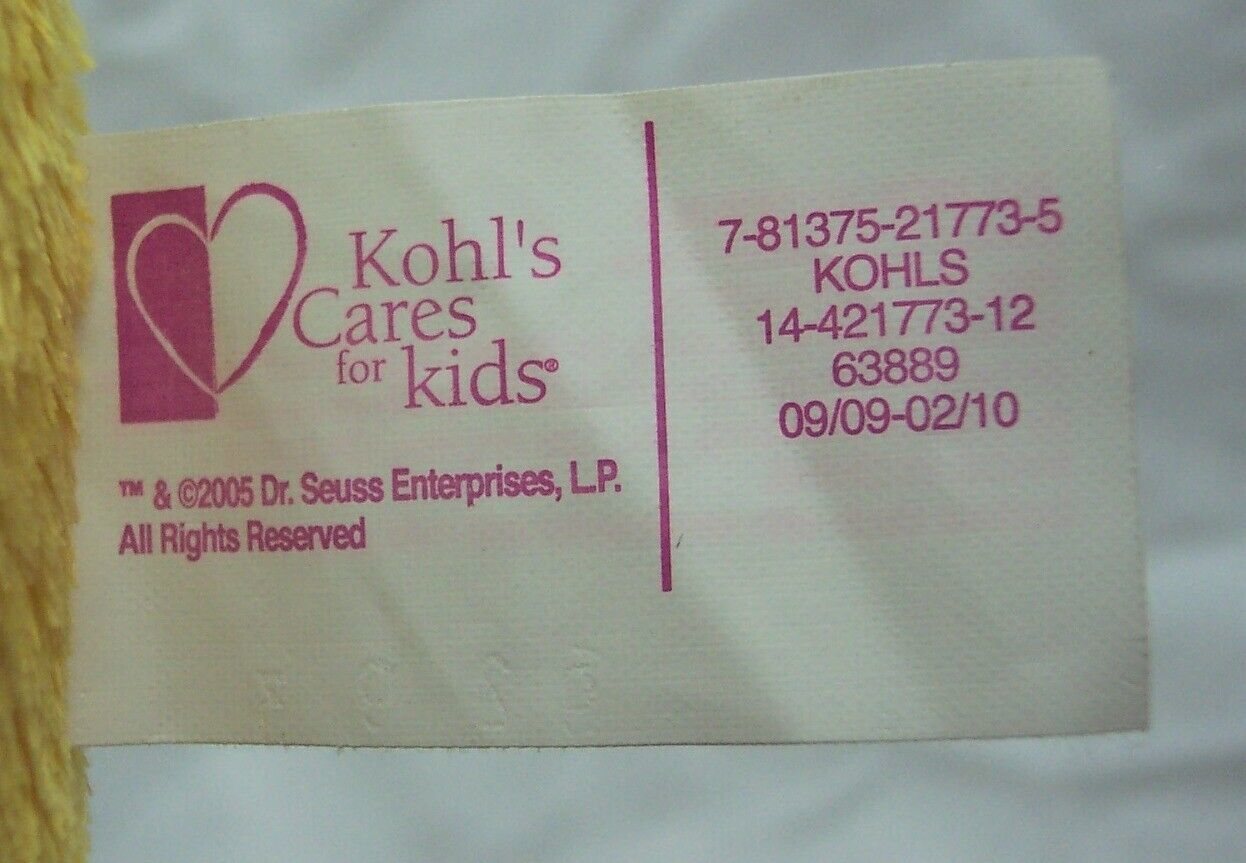 Kohl's
Cares
for kids®
™ & ©2005 Dr. Seuss Enterprises, L.P.
All Rights Reserved
7-81375-21773-5
KOHLS
14-421773-12
63889
09/09-02/10